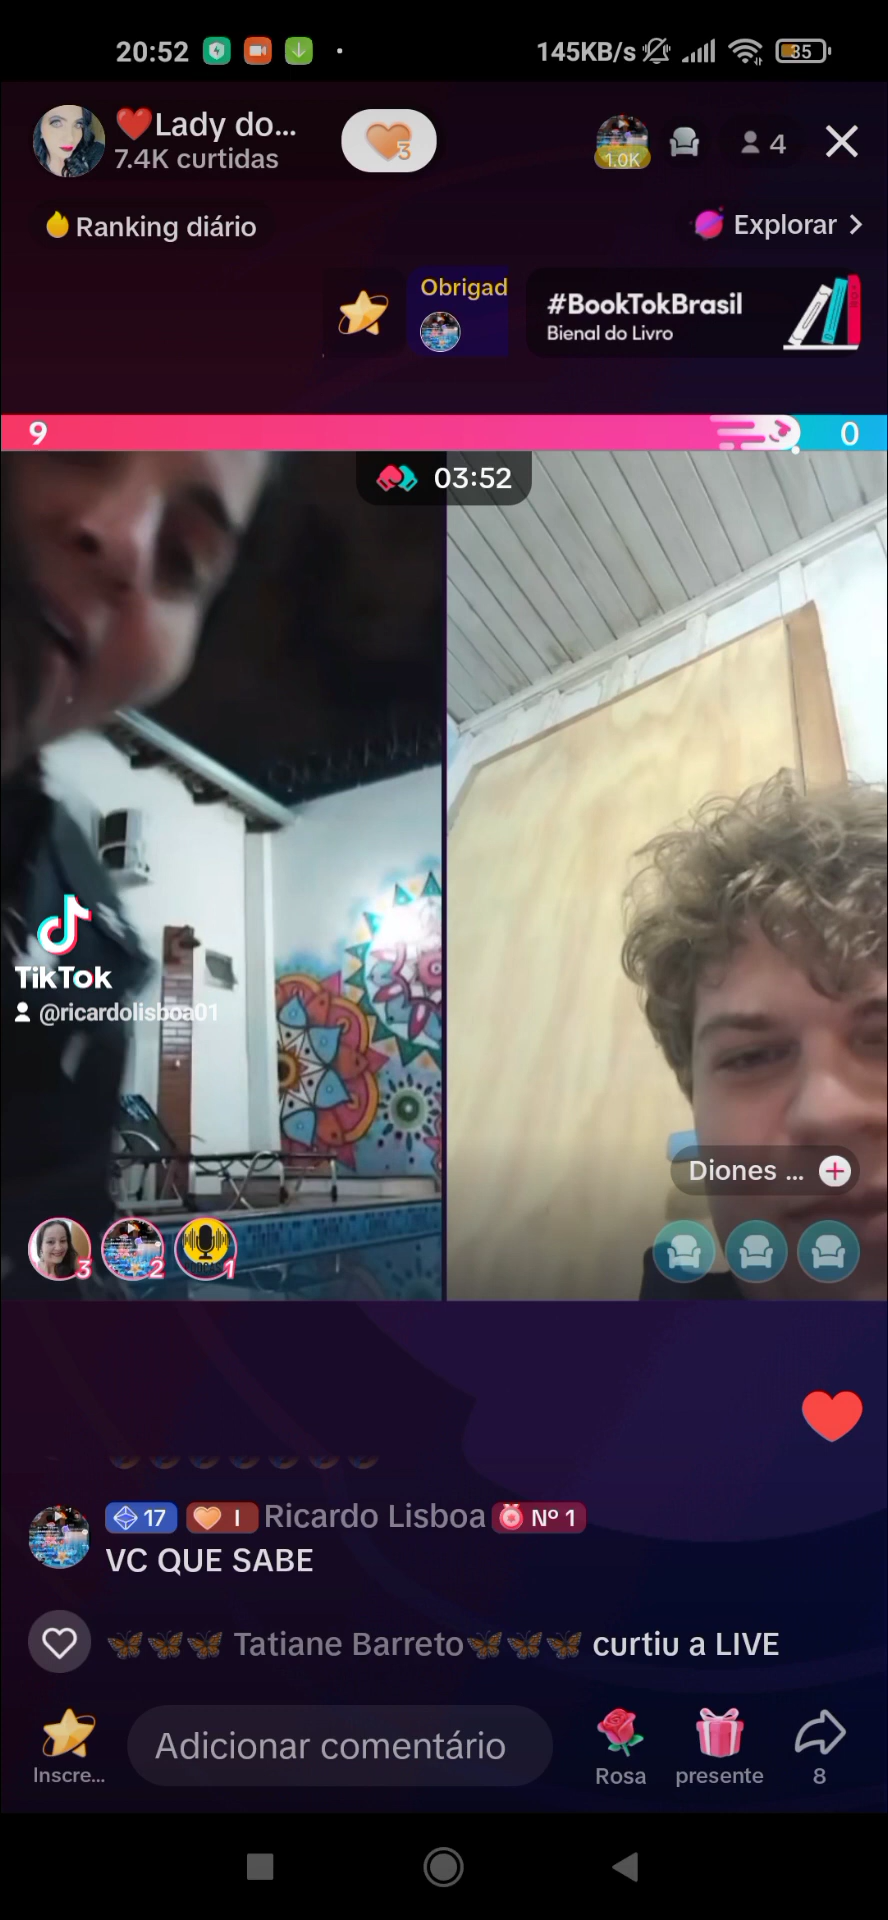 20:52
145KB/s
35
❤️Lady do...
7.4K curtidas
3
1.0K
4
Ranking diário
Explorar >
Obrigad
#BookTokBrasil
Bienal do Livro
9
0
03:52
TikTok
@ricardolisboa01
Diones ...
3
2
1
17
I
Ricardo Lisboa
Nº 1
VC QUE SABE
🦋🦋🦋 Tatiane Barreto🦋🦋🦋 curtiu a LIVE
Inscre...
Adicionar comentário
Rosa
presente
8